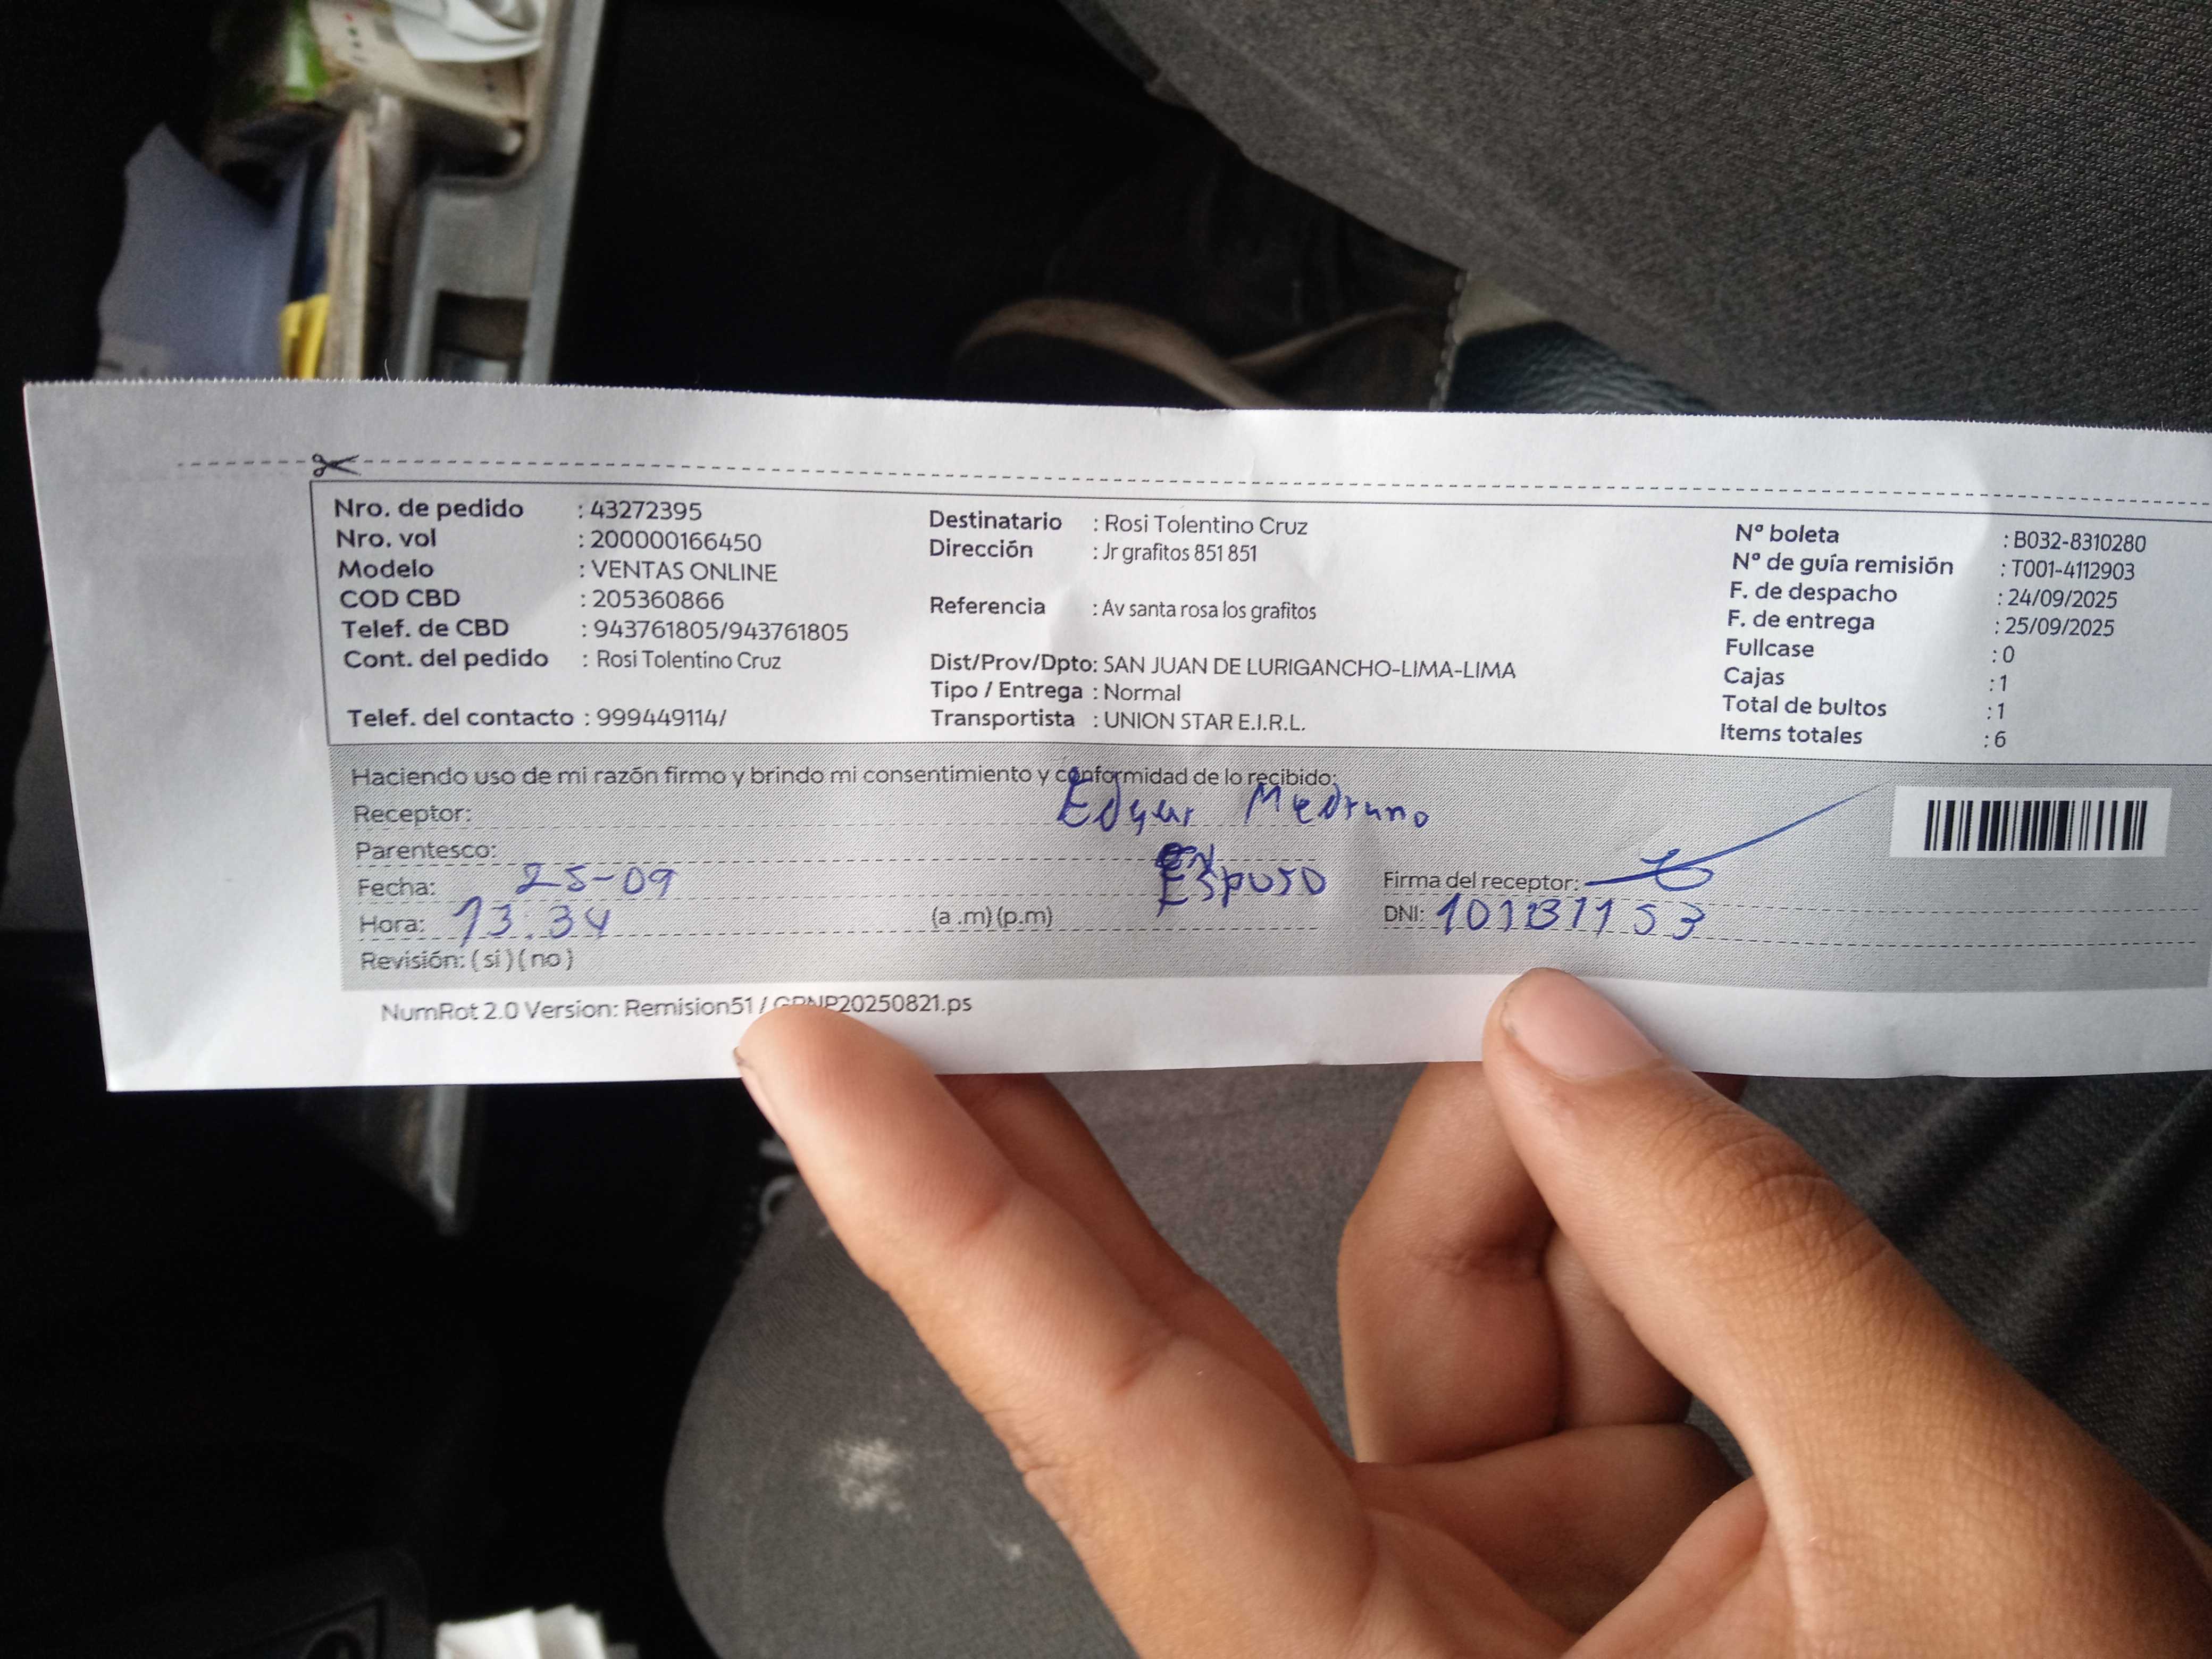 Nro. de pedido : 43272395
Nro. vol : 200000166450
Modelo : VENTAS ONLINE
COD CBD : 205360866
Telef. de CBD : 943761805/943761805
Cont. del pedido : Rosi Tolentino Cruz
Telef. del contacto : 999449114/
Destinatario : Rosi Tolentino Cruz
Dirección : Jr grafitos 851 851
Referencia : Av santa rosa los grafitos
Dist/Prov/Dpto: SAN JUAN DE LURIGANCHO-LIMA-LIMA
Tipo / Entrega : Normal
Transportista : UNION STAR E.I.R.L.
Nº boleta : B032-8310280
Nº de guía remisión : T001-4112903
F. de despacho : 24/09/2025
F. de entrega : 25/09/2025
Fullcase : 0
Cajas : 1
Total de bultos : 1
Items totales : 6
Haciendo uso de mi razón firmo y brindo mi consentimiento y conformidad de lo recibido:
Receptor: Edgar Medrano
Parentesco: Esposo
Fecha: 25-09
Hora: 13:34 (a.m)(p.m)
Revisión: (si)(no)
Firma del receptor:
DNI:
NumRot 2.0 Version: Remision51 / GRNP20250821.ps